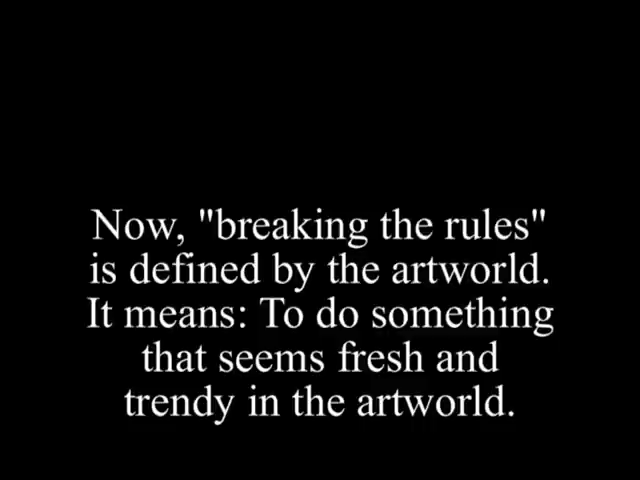 Now, "breaking the rules"
is defined by the artworld.
It means: To do something
that seems fresh and
trendy in the artworld.